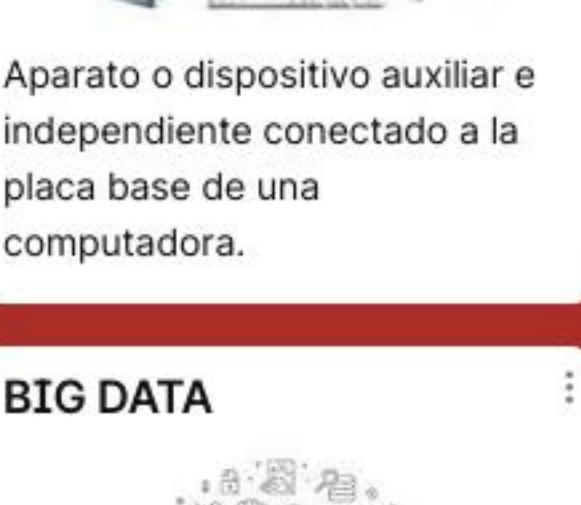 Aparato o dispositivo auxiliar e
independiente conectado a la
placa base de una
computadora.
BIG DATA